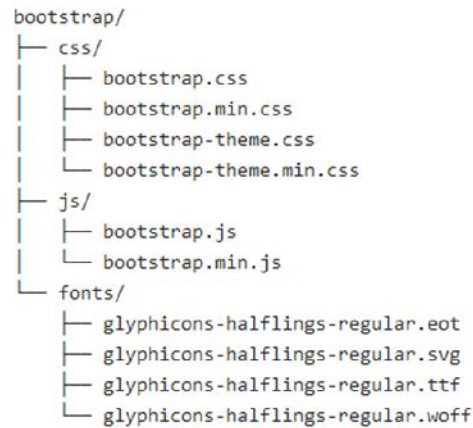 bootstrap/
├── css/
│   ├── bootstrap.css
│   ├── bootstrap.min.css
│   ├── bootstrap-theme.css
│   └── bootstrap-theme.min.css
├── js/
│   ├── bootstrap.js
│   └── bootstrap.min.js
└── fonts/
    ├── glyphicons-halflings-regular.eot
    ├── glyphicons-halflings-regular.svg
    ├── glyphicons-halflings-regular.ttf
    └── glyphicons-halflings-regular.woff